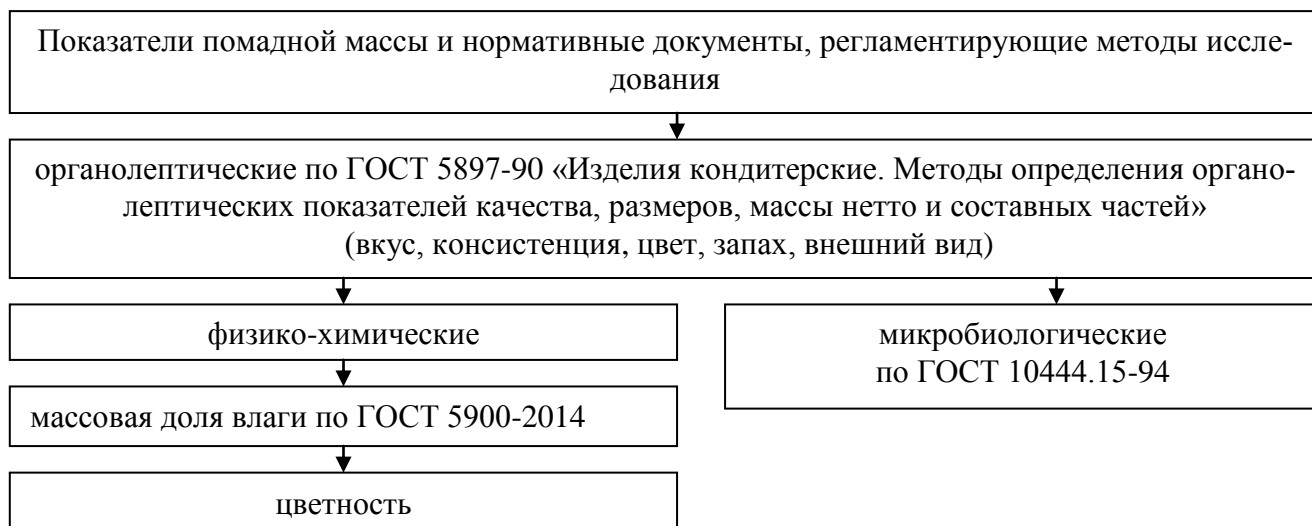 Показатели помадной массы и нормативные документы, регламентирующие методы иссле-
дования
органолептические по ГОСТ 5897-90 «Изделия кондитерские. Методы определения органо-
лептических показателей качества, размеров, массы нетто и составных частей»
(вкус, консистенция, цвет, запах, внешний вид)
физико-химические
массовая доля влаги по ГОСТ 5900-2014
цветность
микробиологические
по ГОСТ 10444.15-94